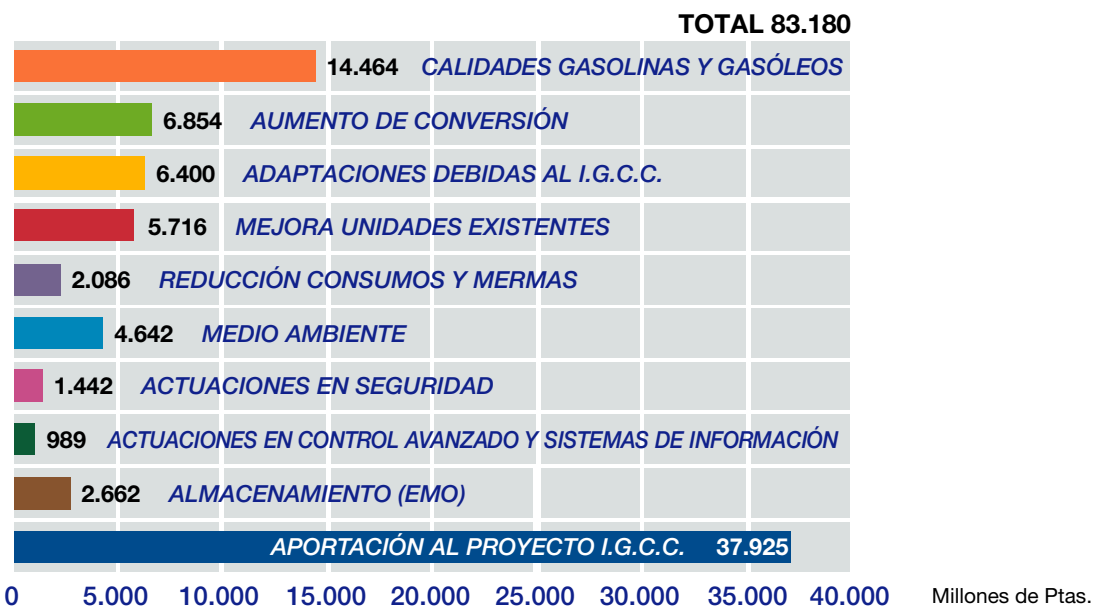 TOTAL 83.180
14.464 CALIDADES GASOLINAS Y GASÓLEOS
6.854 AUMENTO DE CONVERSIÓN
6.400 ADAPTACIONES DEBIDAS AL I.G.C.C.
5.716 MEJORA UNIDADES EXISTENTES
2.086 REDUCCIÓN CONSUMOS Y MERMAS
4.642 MEDIO AMBIENTE
1.442 ACTUACIONES EN SEGURIDAD
989 ACTUACIONES EN CONTROL AVANZADO Y SISTEMAS DE INFORMACIÓN
2.662 ALMACENAMIENTO (EMO)
APORTACIÓN AL PROYECTO I.G.C.C. 37.925
0 5.000 10.000 15.000 20.000 25.000 30.000 35.000 40.000 Millones de Ptas.